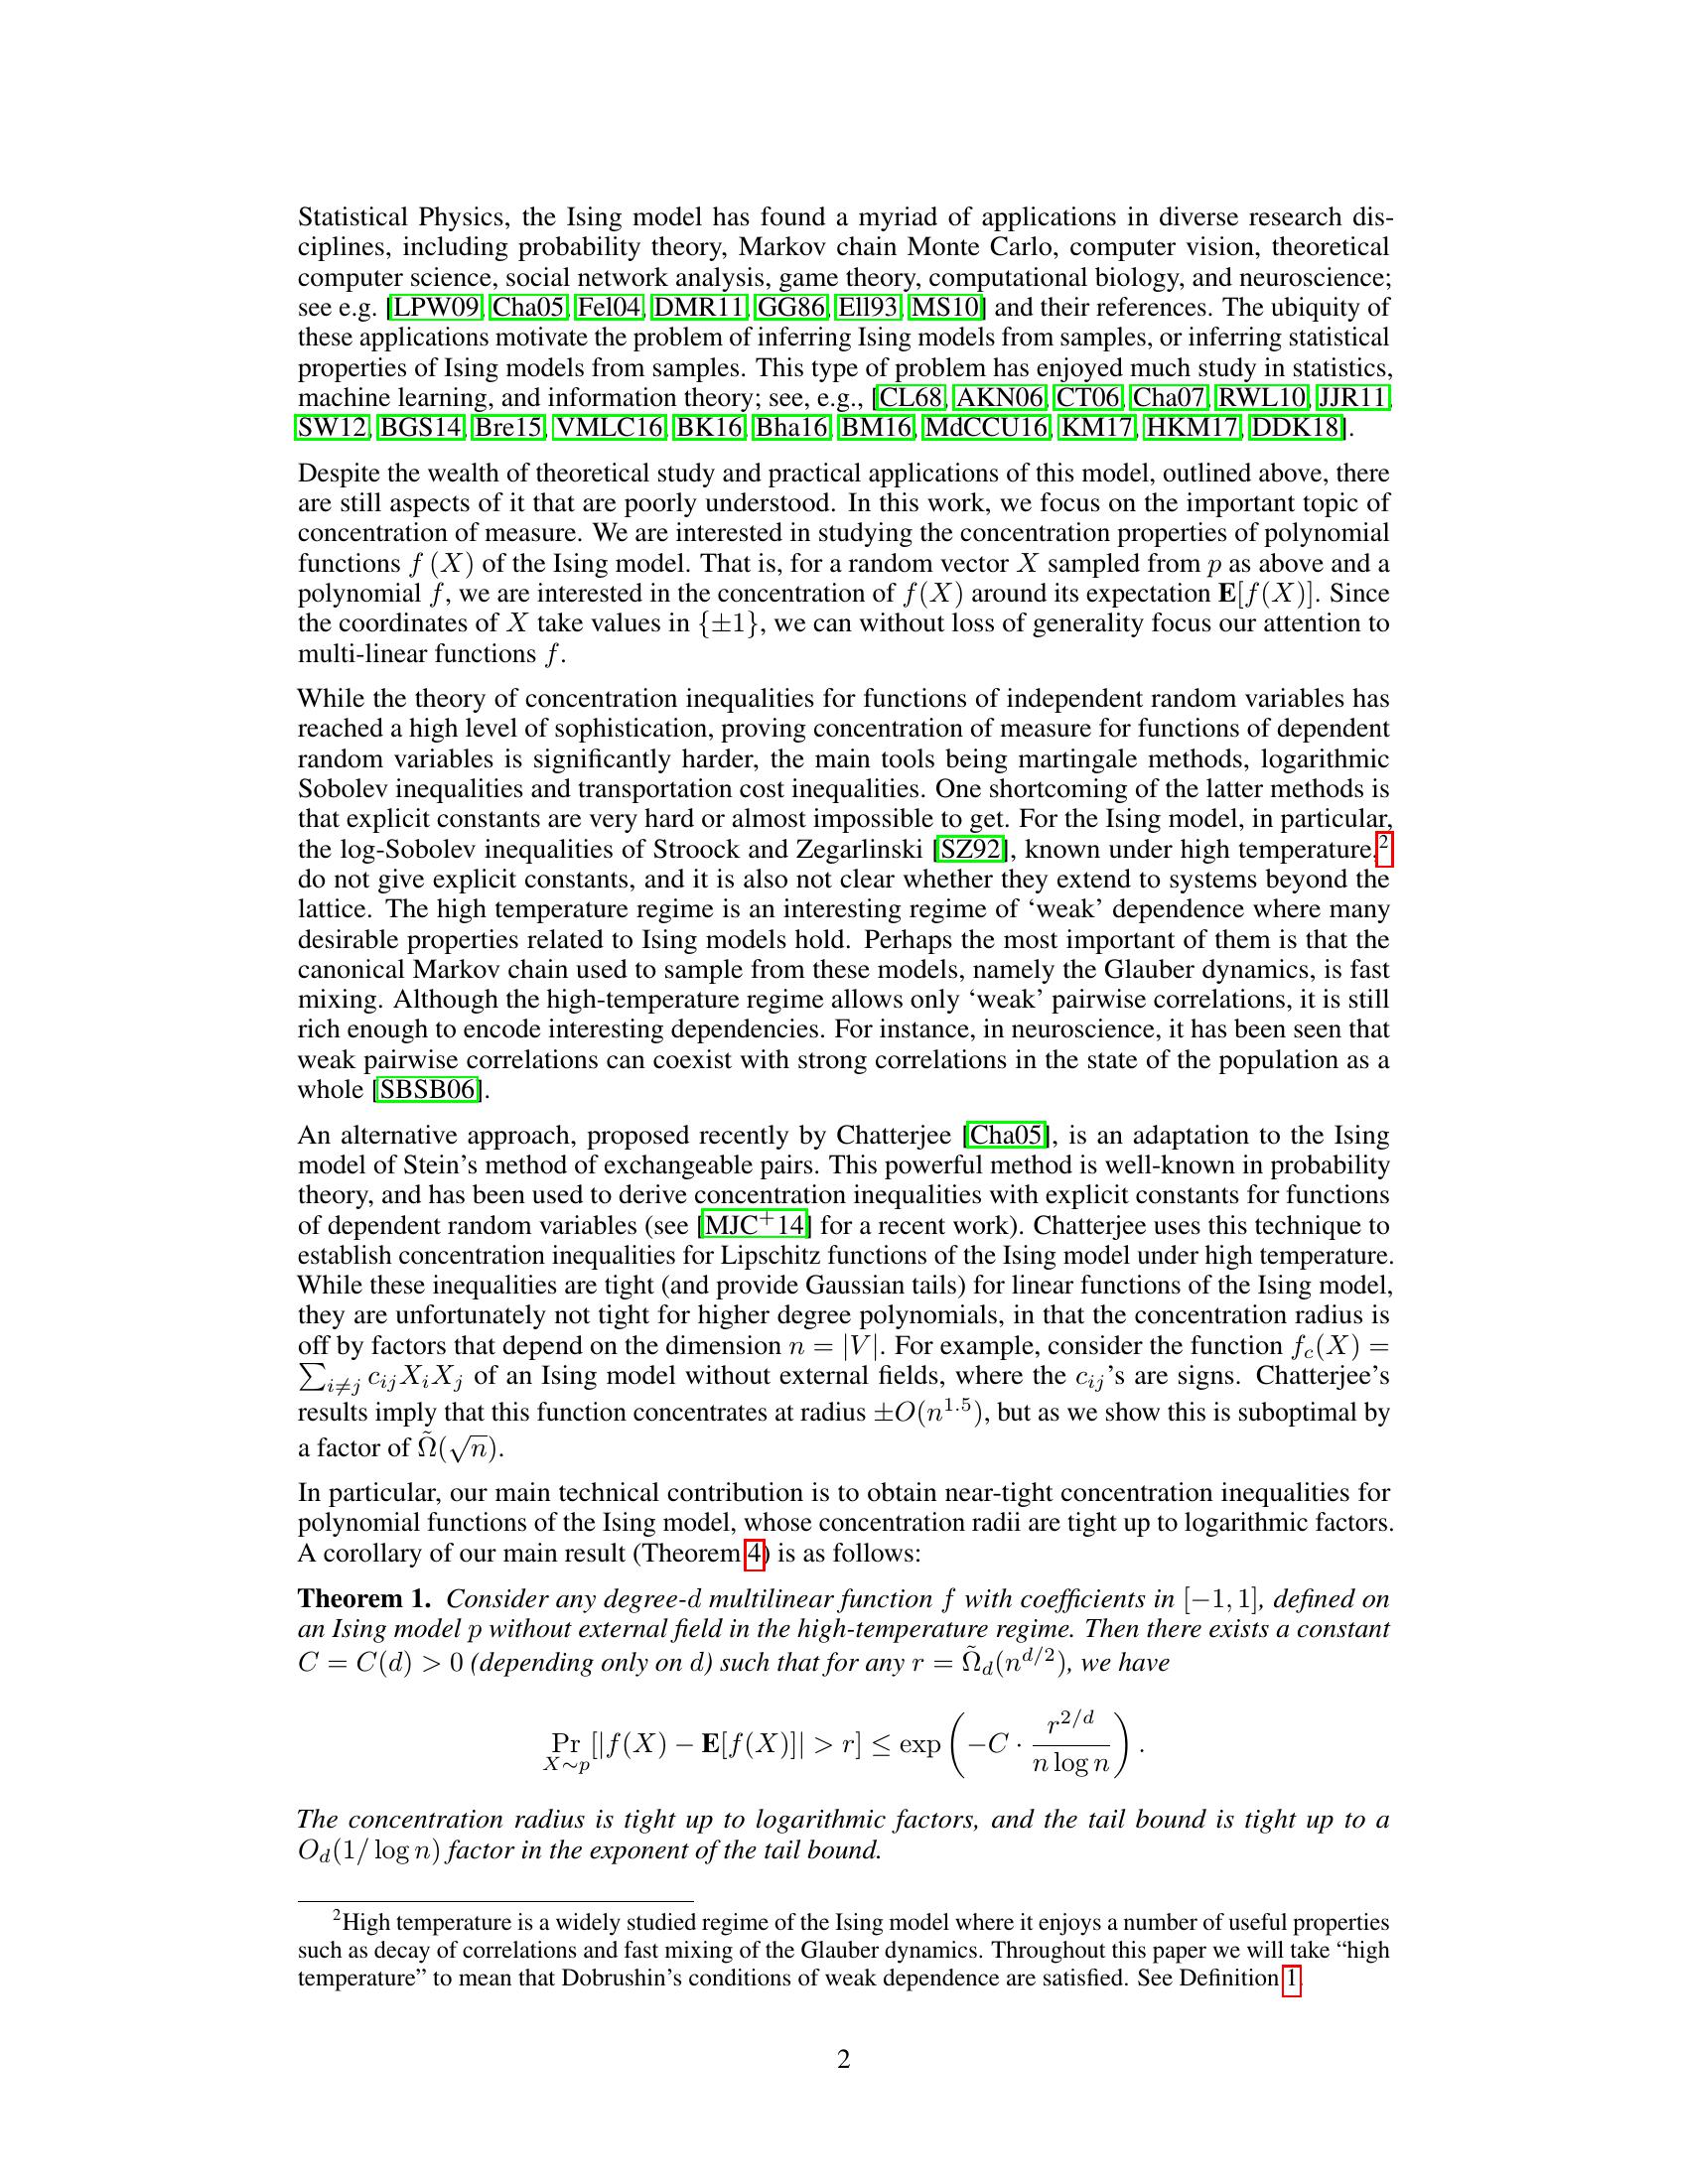 Statistical Physics, the Ising model has found a myriad of applications in diverse research dis-
ciplines, including probability theory, Markov chain Monte Carlo, computer vision, theoretical
computer science, social network analysis, game theory, computational biology, and neuroscience;
see e.g. [LPW09, Cha05, Fel04, DMR11, GG86, Ell93, MS10] and their references. The ubiquity of
these applications motivate the problem of inferring Ising models from samples, or inferring statistical
properties of Ising models from samples. This type of problem has enjoyed much study in statistics,
machine learning, and information theory; see, e.g., [CL68, AKN06, CT06, Cha07, RWL10, JJR11,
SW12, BGS14, Bre15, VMLC16, BK16, Bha16, BM16, MdCCU16, KM17, HKM17, DDK18].
Despite the wealth of theoretical study and practical applications of this model, outlined above, there
are still aspects of it that are poorly understood. In this work, we focus on the important topic of
concentration of measure. We are interested in studying the concentration properties of polynomial
functions f (X) of the Ising model. That is, for a random vector X sampled from p as above and a
polynomial f, we are interested in the concentration of f(X) around its expectation E[f(X)]. Since
the coordinates of X take values in {±1}, we can without loss of generality focus our attention to
multi-linear functions f.
While the theory of concentration inequalities for functions of independent random variables has
reached a high level of sophistication, proving concentration of measure for functions of dependent
random variables is significantly harder, the main tools being martingale methods, logarithmic
Sobolev inequalities and transportation cost inequalities. One shortcoming of the latter methods is
that explicit constants are very hard or almost impossible to get. For the Ising model, in particular,
the log-Sobolev inequalities of Stroock and Zegarlinski [SZ92], known under high temperature,²
do not give explicit constants, and it is also not clear whether they extend to systems beyond the
lattice. The high temperature regime is an interesting regime of ‘weak’ dependence where many
desirable properties related to Ising models hold. Perhaps the most important of them is that the
canonical Markov chain used to sample from these models, namely the Glauber dynamics, is fast
mixing. Although the high-temperature regime allows only ‘weak’ pairwise correlations, it is still
rich enough to encode interesting dependencies. For instance, in neuroscience, it has been seen that
weak pairwise correlations can coexist with strong correlations in the state of the population as a
whole [SBSB06].
An alternative approach, proposed recently by Chatterjee [Cha05], is an adaptation to the Ising
model of Stein’s method of exchangeable pairs. This powerful method is well-known in probability
theory, and has been used to derive concentration inequalities with explicit constants for functions
of dependent random variables (see [MJC⁺14] for a recent work). Chatterjee uses this technique to
establish concentration inequalities for Lipschitz functions of the Ising model under high temperature.
While these inequalities are tight (and provide Gaussian tails) for linear functions of the Ising model,
they are unfortunately not tight for higher degree polynomials, in that the concentration radius is
off by factors that depend on the dimension n = |V|. For example, consider the function f_c(X) =
∑_{i≠j} c_{ij}X_iX_j of an Ising model without external fields, where the c_{ij}’s are signs. Chatterjee’s
results imply that this function concentrates at radius ±O(n^{1.5}), but as we show this is suboptimal by
a factor of Ω̃(√n).
In particular, our main technical contribution is to obtain near-tight concentration inequalities for
polynomial functions of the Ising model, whose concentration radii are tight up to logarithmic factors.
A corollary of our main result (Theorem 4) is as follows:
Theorem 1. Consider any degree-d multilinear function f with coefficients in [−1, 1], defined on
an Ising model p without external field in the high-temperature regime. Then there exists a constant
C = C(d) > 0 (depending only on d) such that for any r = Ω̃_d(n^{d/2}), we have
Pr_{X∼p}[|f(X) − E[f(X)]| > r] ≤ exp(−C · r^{2/d} / (n log n)).
The concentration radius is tight up to logarithmic factors, and the tail bound is tight up to a
O_d(1/ log n) factor in the exponent of the tail bound.
²High temperature is a widely studied regime of the Ising model where it enjoys a number of useful properties
such as decay of correlations and fast mixing of the Glauber dynamics. Throughout this paper we will take “high
temperature” to mean that Dobrushin’s conditions of weak dependence are satisfied. See Definition 1.
2